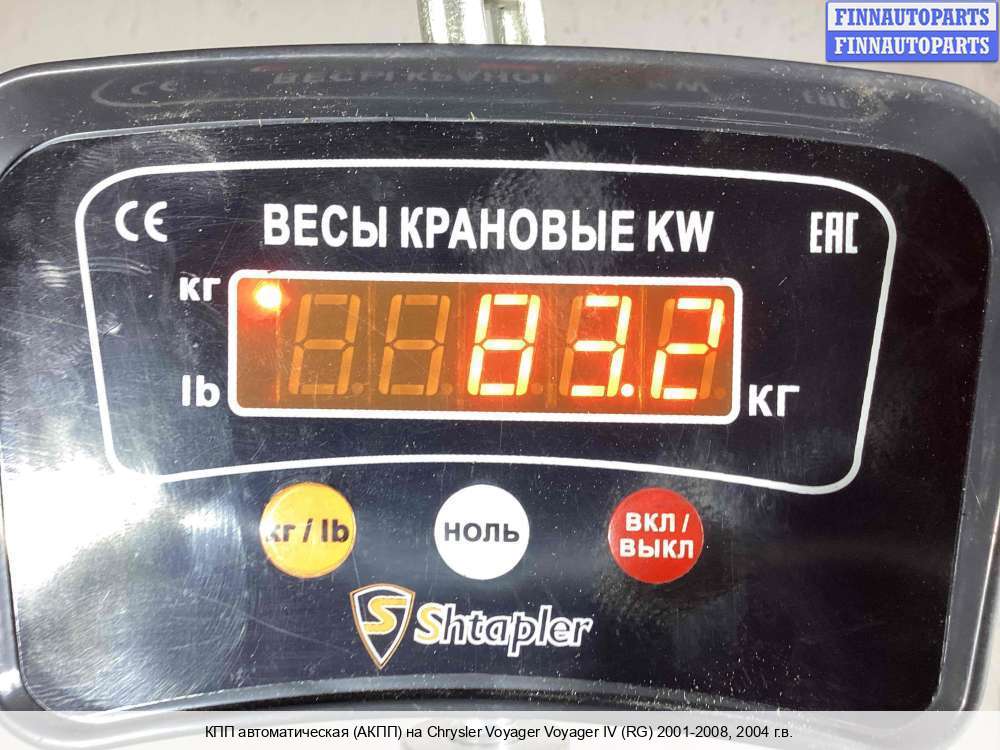 FINNAUTOPARTS
FINNAUTOPARTS
CE
ВЕСЫ КРАНОВЫЕ KW
EAC
кг
83.2
lb
кг
кг / lb
НОЛЬ
ВКЛ /
ВЫКЛ
S Shtapler
КПП автоматическая (АКПП) на Chrysler Voyager Voyager IV (RG) 2001-2008, 2004 г.в.